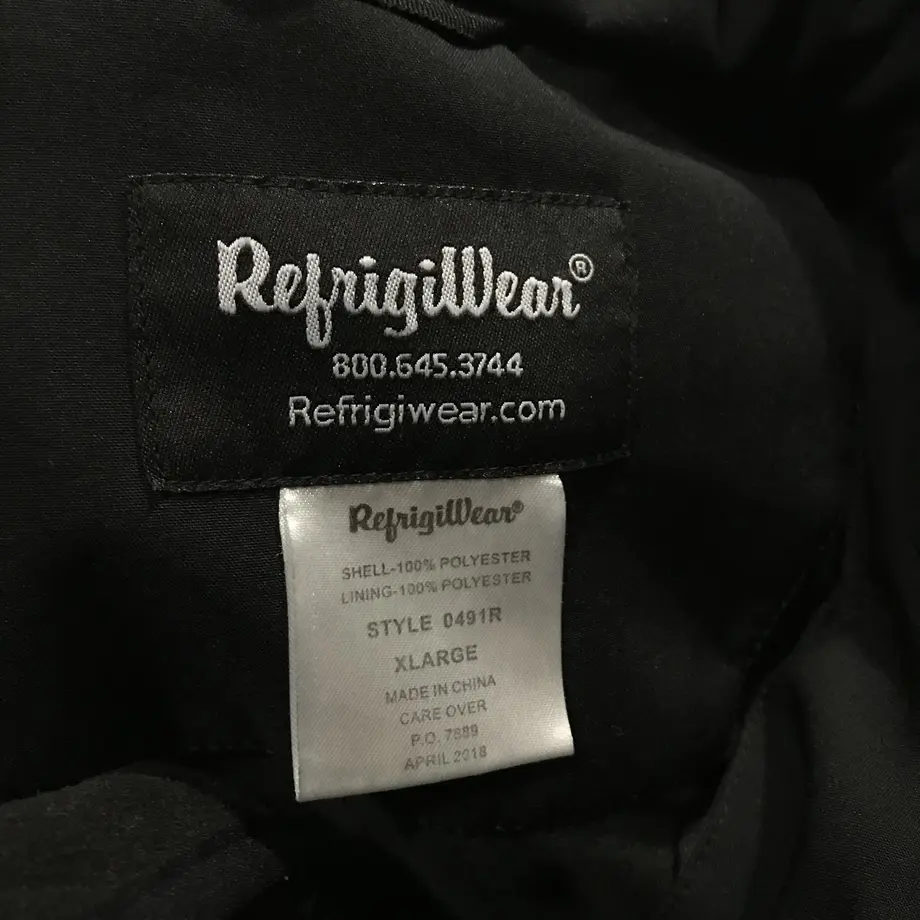 RefrigiWear®
800.645.3744
Refrigiwear.com
RefrigiWear®
SHELL-100% POLYESTER
LINING-100% POLYESTER
STYLE 0491R
XLARGE
MADE IN CHINA
CARE OVER
P.O. 7889
APRIL 2018